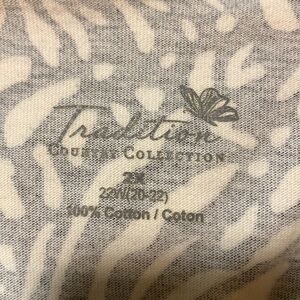 Tradition
COUNTRY COLLECTION
2X
22W(20-22)
100% Cotton / Coton